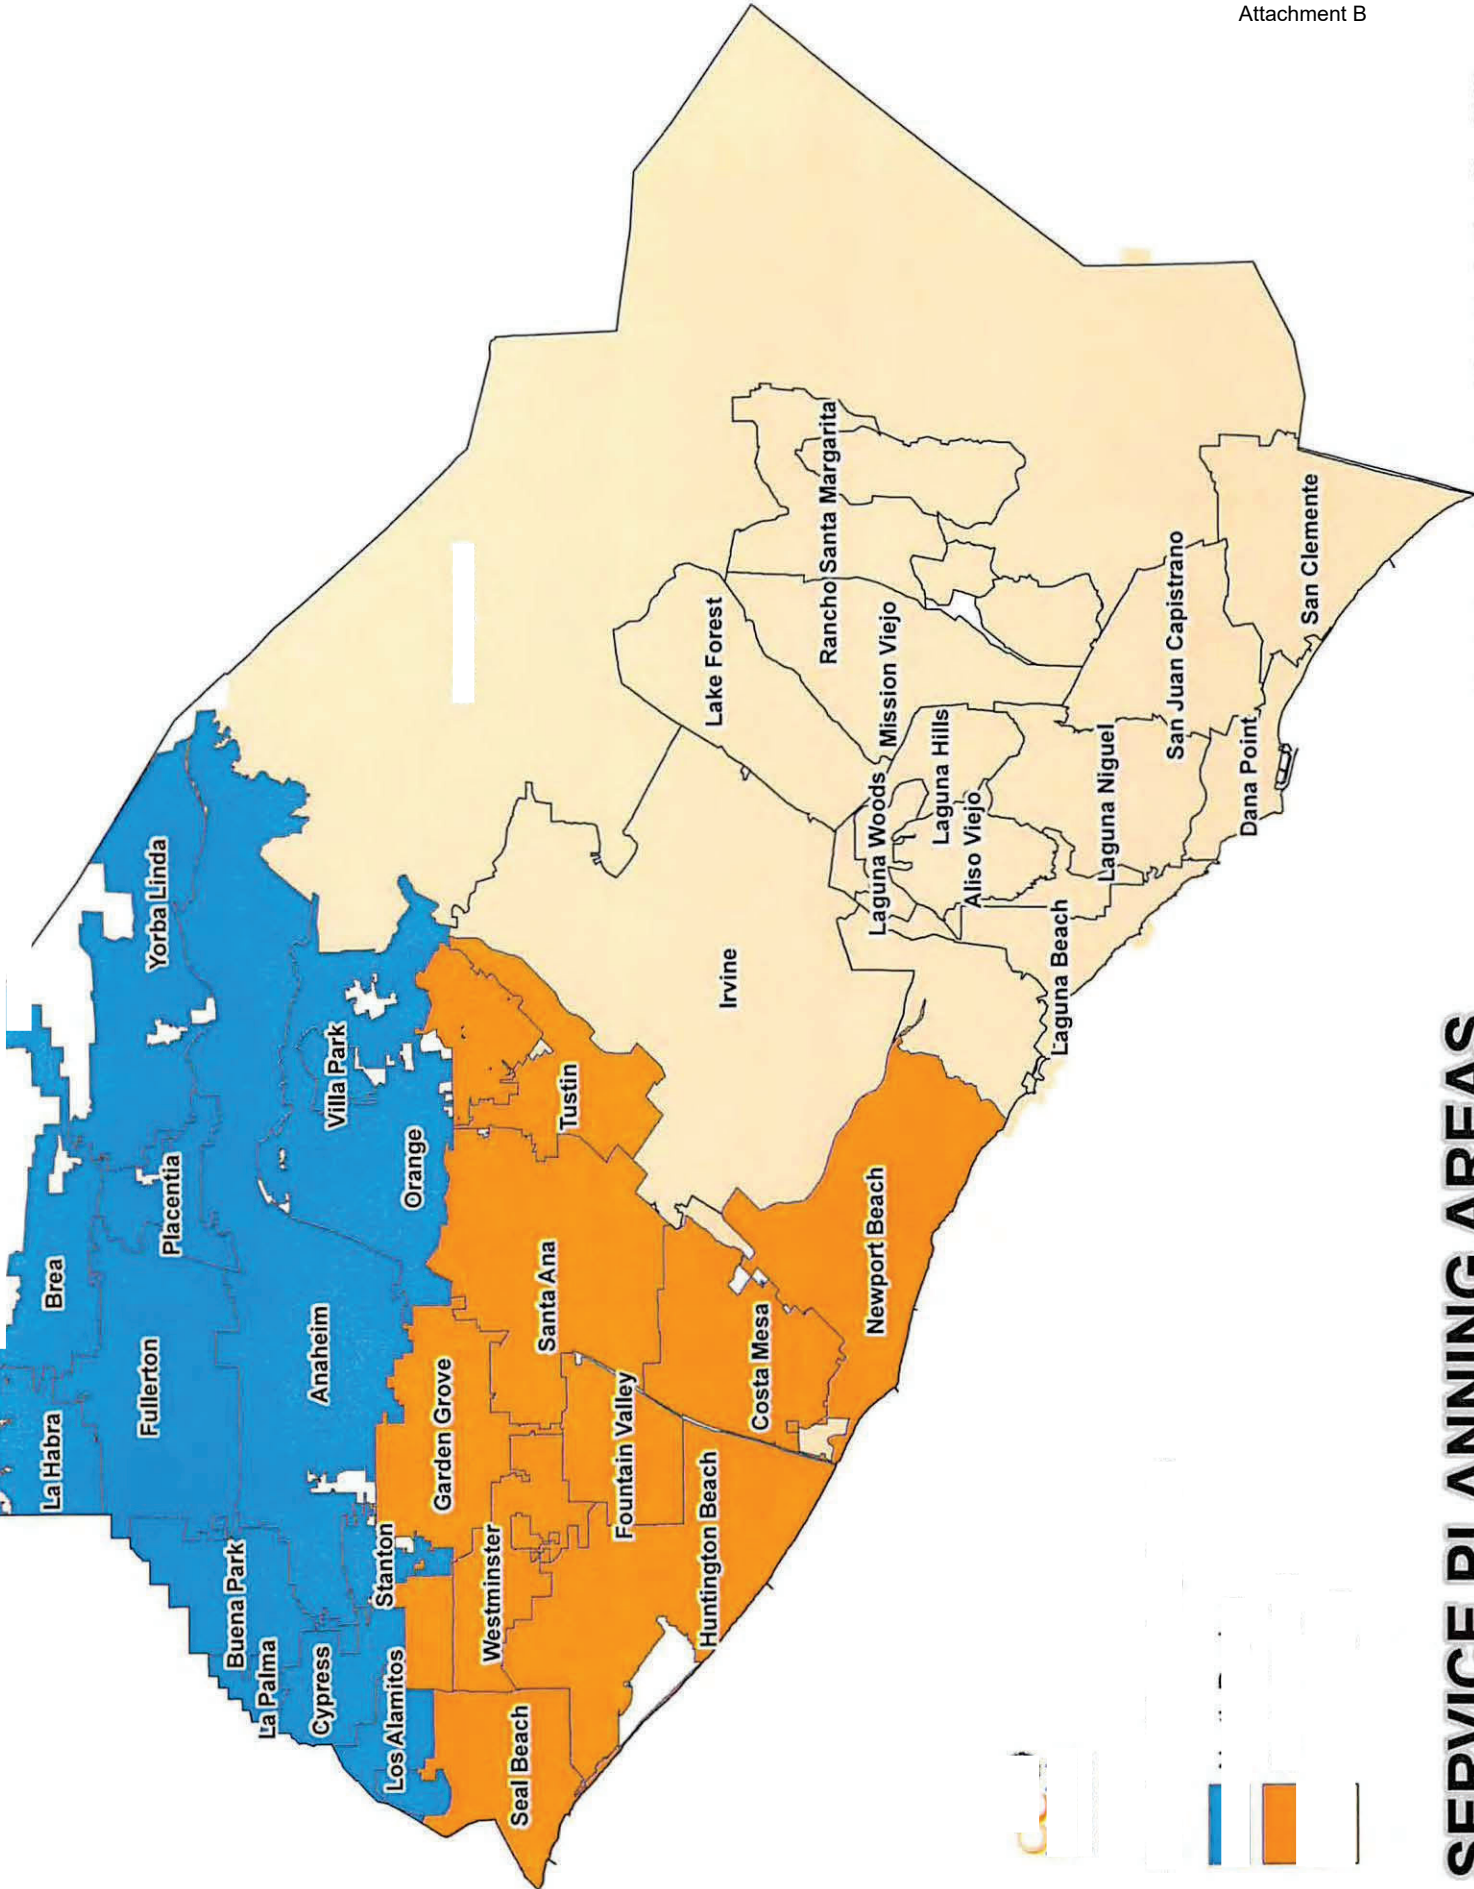 Attachment B
La Habra
Brea
Fullerton
Placentia
Yorba Linda
Buena Park
La Palma
Anaheim
Villa Park
Cypress
Stanton
Orange
Los Alamitos
Garden Grove
Westminster
Santa Ana
Tustin
Seal Beach
Fountain Valley
Huntington Beach
Costa Mesa
Irvine
Lake Forest
Newport Beach
Rancho Santa Margarita
Mission Viejo
Laguna Woods
Laguna Hills
Aliso Viejo
Laguna Beach
Laguna Niguel
San Juan Capistrano
Dana Point
San Clemente
SERVICE PLANNING AREAS